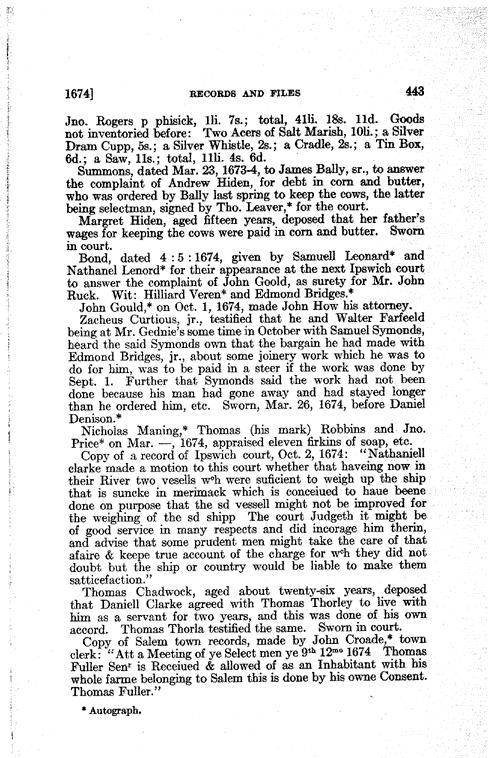 1674] RECORDS AND FILES 443
Jno. Rogers p phisick, 1li. 7s.; total, 41li. 18s. 11d. Goods
not inventoried before: Two Acers of Salt Marish, 10li.; a Silver
Dram Cupp, 5s.; a Silver Whistle, 2s.; a Cradle, 2s.; a Tin Box,
6d.; a Saw, 11s.; total, 11li. 4s. 6d.
Summons, dated Mar. 23, 1673-4, to James Bally, sr., to answer
the complaint of Andrew Hiden, for debt in corn and butter,
who was ordered by Bally last spring to keep the cows, the latter
being selectman, signed by Tho. Leaver,* for the court.
Margret Hiden, aged fifteen years, deposed that her father's
wages for keeping the cows were paid in corn and butter. Sworn
in court.
Bond, dated 4 : 5 : 1674, given by Samuell Leonard* and
Nathanel Lenord* for their appearance at the next Ipswich court
to answer the complaint of John Goold, as surety for Mr. John
Ruck. Wit: Hilliard Veren* and Edmond Bridges.*
John Gould,* on Oct. 1, 1674, made John How his attorney.
Zacheus Curtious, jr., testified that he and Walter Farfeeld
being at Mr. Gednie's some time in October with Samuel Symonds,
heard the said Symonds own that the bargain he had made with
Edmond Bridges, jr., about some joinery work which he was to
do for him, was to be paid in a steer if the work was done by
Sept. 1. Further that Symonds said the work had not been
done because his man had gone away and had stayed longer
than he ordered him, etc. Sworn, Mar. 26, 1674, before Daniel
Denison.*
Nicholas Maning,* Thomas (his mark) Robbins and Jno.
Price* on Mar. —, 1674, appraised eleven firkins of soap, etc.
Copy of a record of Ipswich court, Oct. 2, 1674: "Nathaniell
clarke made a motion to this court whether that haveing now in
their River two vesells wᶜh were suficient to weigh up the ship
that is suncke in merimack which is conceiued to haue beene
done on purpose that the sd vessell might not be improved for
the weighing of the sd shipp The court Judgeth it might be
of good service in many respects and did incorage him therin,
and advise that some prudent men might take the care of that
afaire & keepe true account of the charge for wᶜh they did not
doubt but the ship or country would be liable to make them
satticefaction."
Thomas Chadwock, aged about twenty-six years, deposed
that Daniell Clarke agreed with Thomas Thorley to live with
him as a servant for two years, and this was done of his own
accord. Thomas Thorla testified the same. Sworn in court.
Copy of Salem town records, made by John Croade,* town
clerk: "Att a Meeting of ye Select men ye 9ᵗʰ 12ᵐᵒ 1674 Thomas
Fuller Senʳ is Receiued & allowed of as an Inhabitant with his
whole farme belonging to Salem this is done by his owne Consent.
Thomas Fuller."
* Autograph.